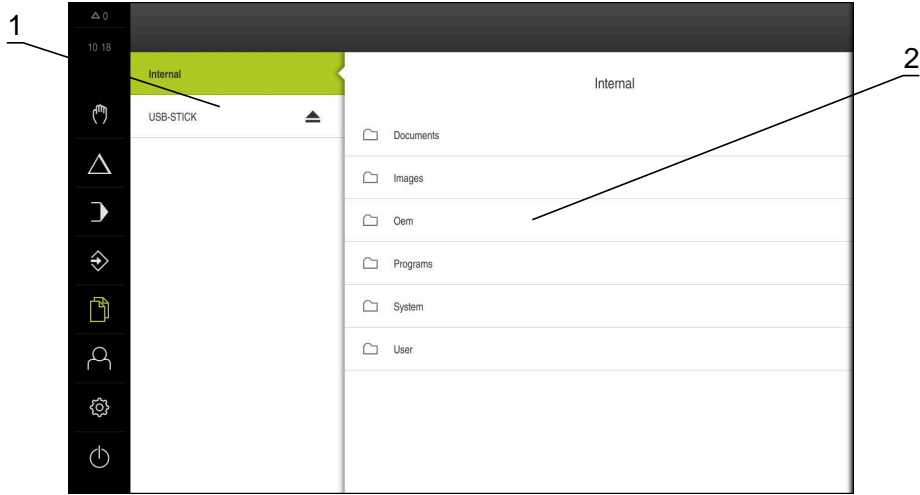 1
0
10 18
2
Internal
USB-STICK
Internal
Documents
Images
Oem
Programs
System
User